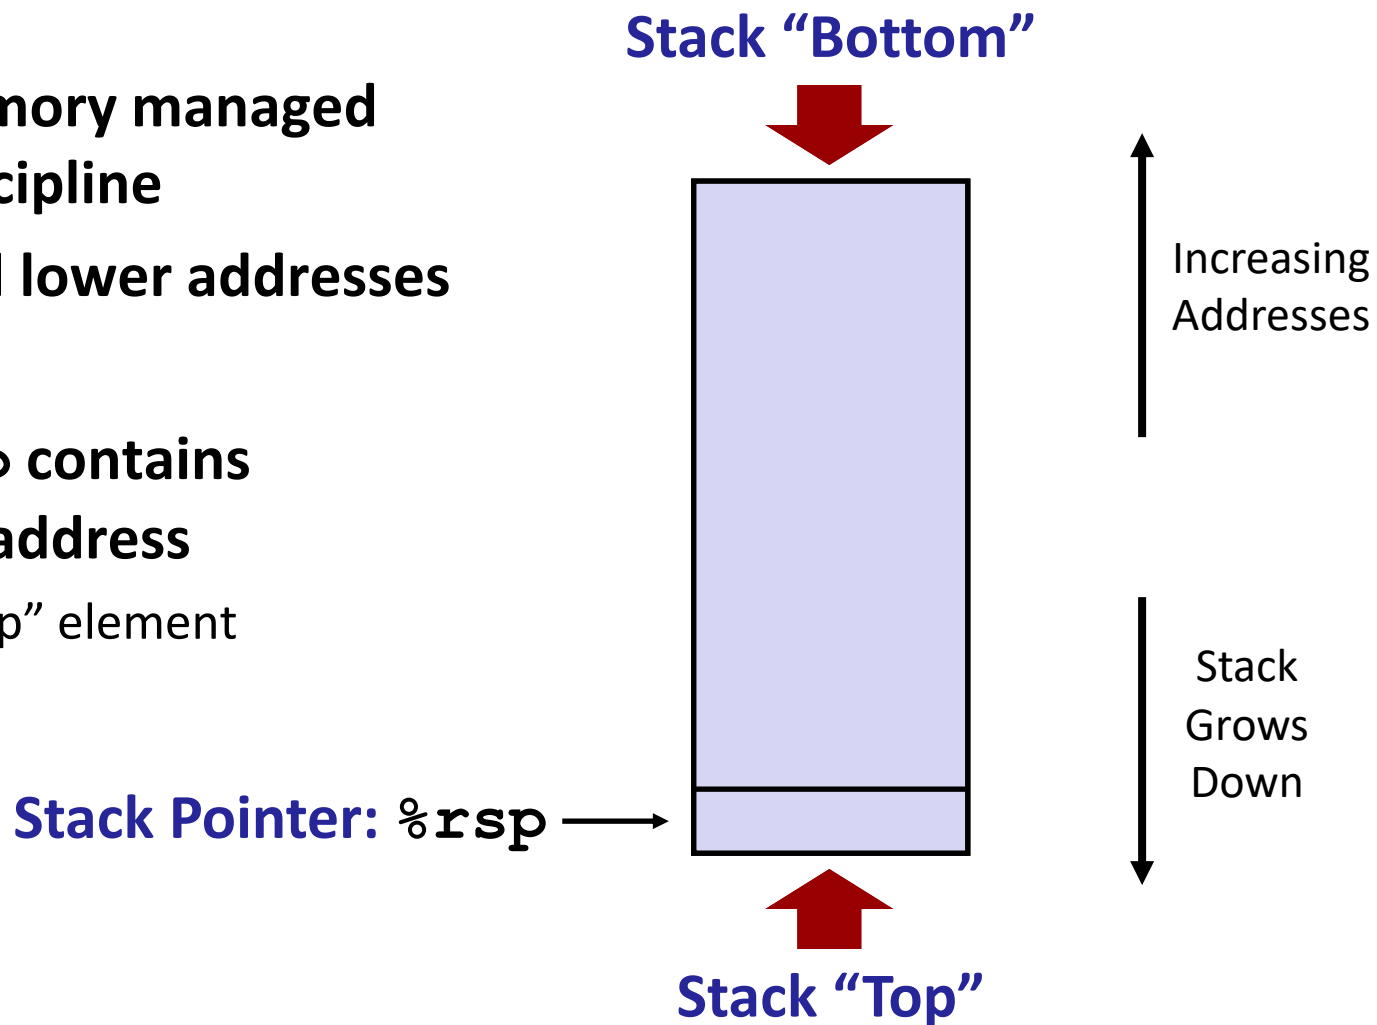 Stack “Bottom”
mory managed
cipline
lower addresses
contains
address
p” element
Increasing
Addresses
Stack
Grows
Down
Stack Pointer: %rsp
Stack “Top”